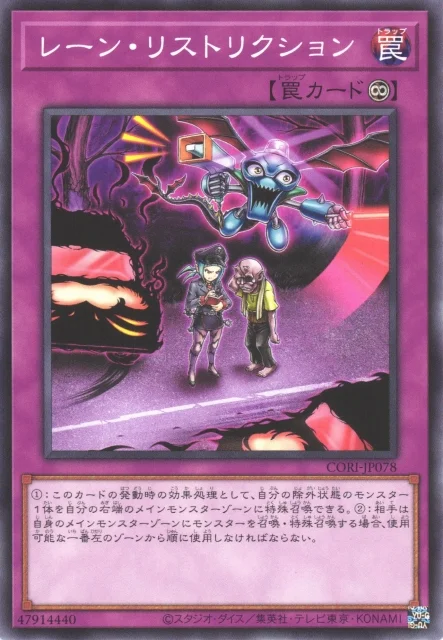 レーン・リストリクション
トラップ
罠
トラップ
【罠カード∞】
CORI-JP078
①:このカードの発動時の効果処理として、自分の除外状態のモンスター
1体を自分の右端のメインモンスターゾーンに特殊召喚できる。②:相手は
自身のメインモンスターゾーンにモンスターを召喚・特殊召喚する場合、使用
可能な一番左のゾーンから順に使用しなければならない。
47914440
©スタジオ・ダイス/集英社・テレビ東京・KONAMI